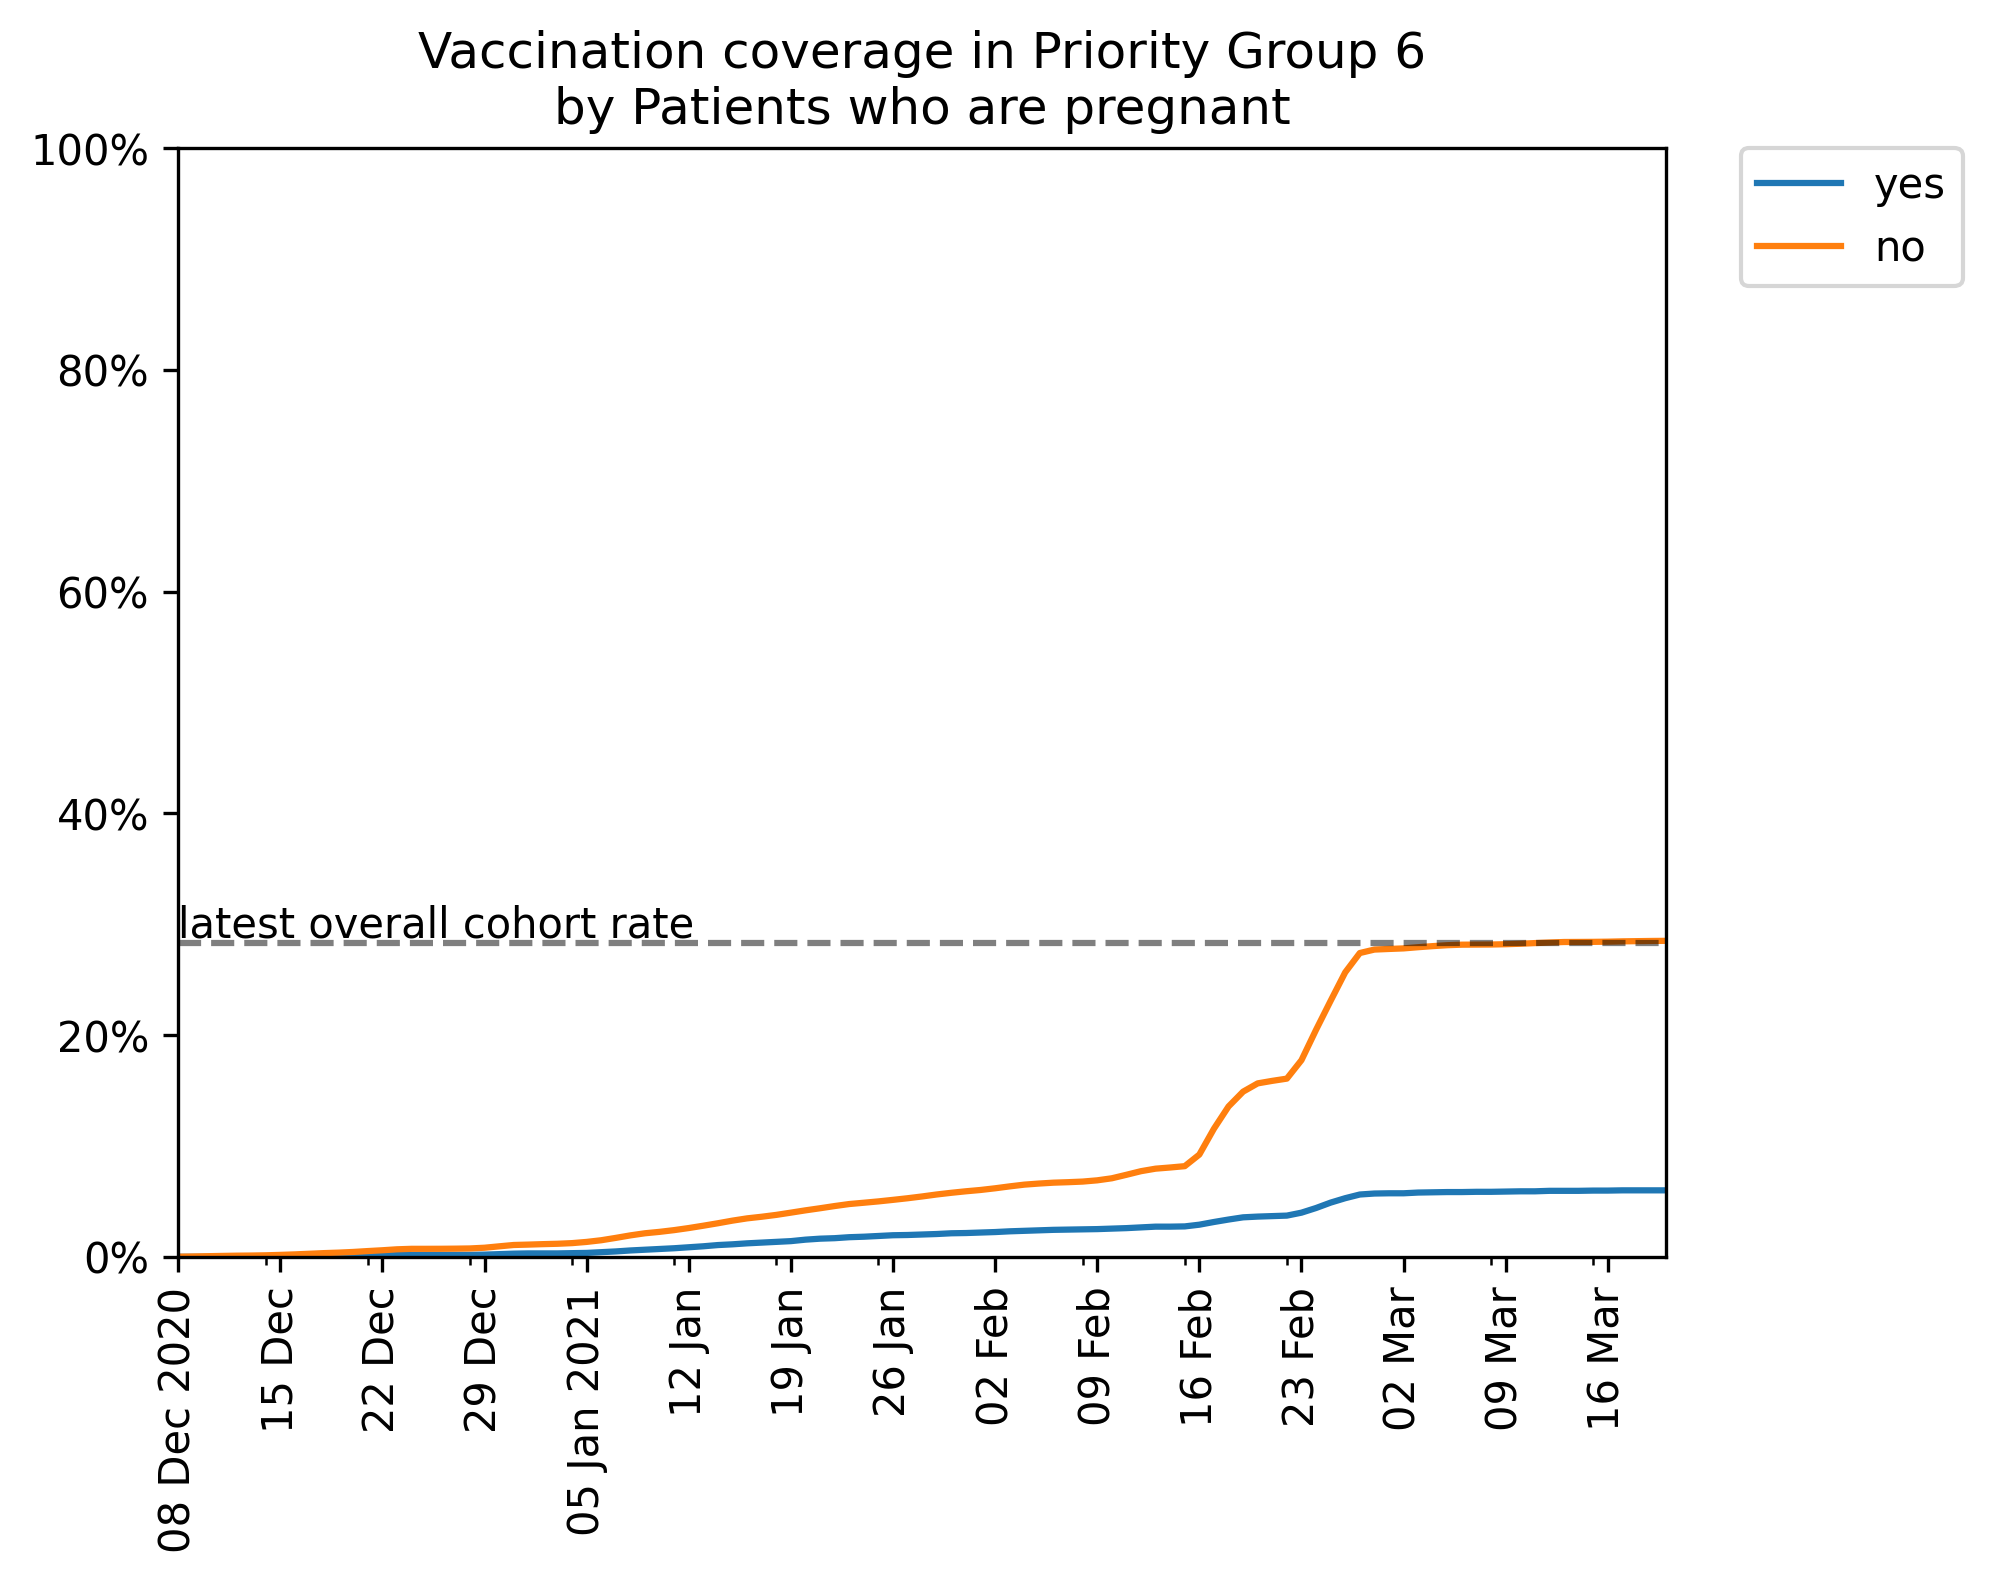 Vaccination coverage in Priority Group 6
by Patients who are pregnant
100%
80%
60%
40%
20%
0%
latest overall cohort rate
yes
no
08 Dec 2020
15 Dec
22 Dec
29 Dec
05 Jan 2021
12 Jan
19 Jan
26 Jan
02 Feb
09 Feb
16 Feb
23 Feb
02 Mar
09 Mar
16 Mar